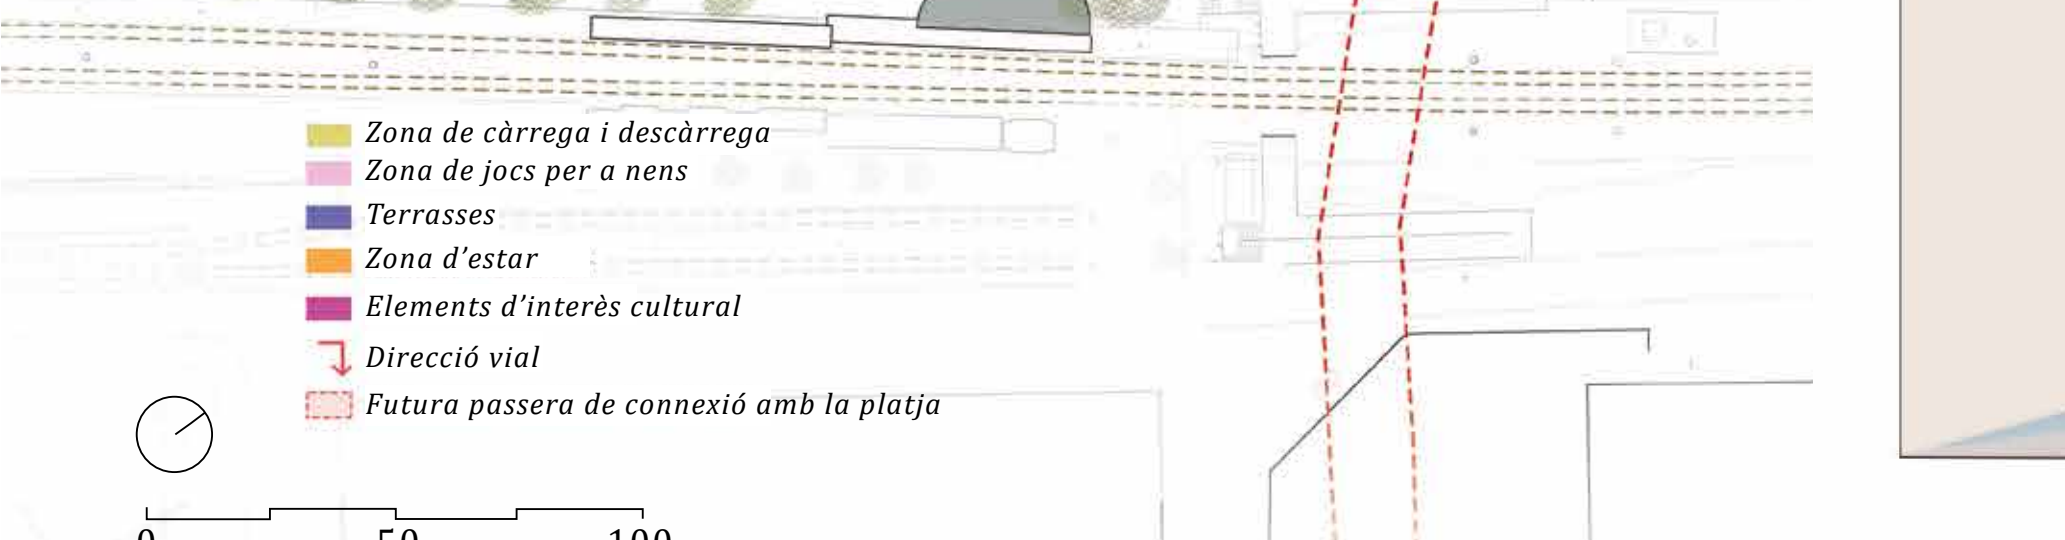 Zona de càrrega i descàrrega
Zona de jocs per a nens
Terrasses
Zona d’estar
Elements d’interès cultural
Direcció vial
Futura passera de connexió amb la platja
0 50 100